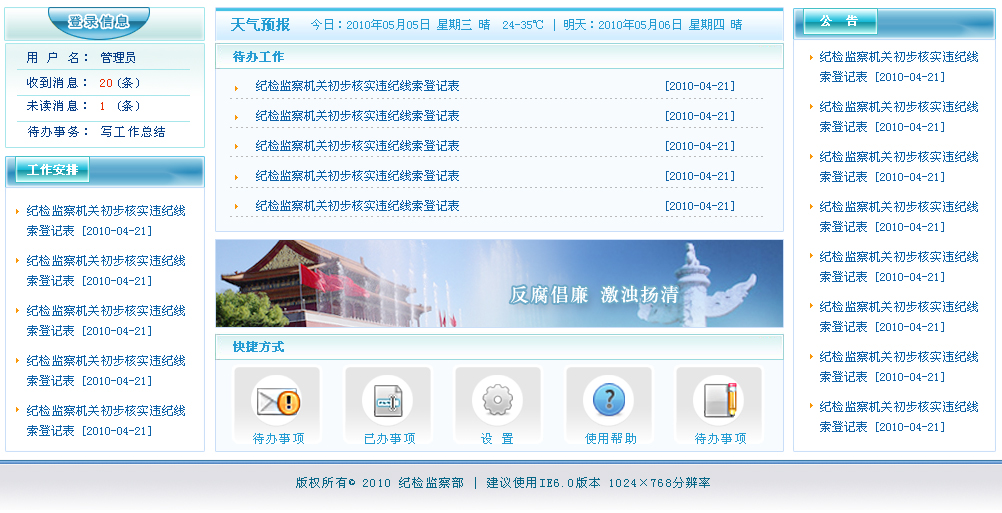 登录信息
用 户 名： 管理员
收到消息： 20(条)
未读消息： 1 (条)
待办事务： 写工作总结
工作安排
纪检监察机关初步核实违纪线
索登记表 [2010-04-21]
纪检监察机关初步核实违纪线
索登记表 [2010-04-21]
纪检监察机关初步核实违纪线
索登记表 [2010-04-21]
纪检监察机关初步核实违纪线
索登记表 [2010-04-21]
纪检监察机关初步核实违纪线
索登记表 [2010-04-21]
天气预报 今日：2010年05月05日 星期三 晴 24-35℃ | 明天：2010年05月06日 星期四 晴
待办工作
纪检监察机关初步核实违纪线索登记表 [2010-04-21]
纪检监察机关初步核实违纪线索登记表 [2010-04-21]
纪检监察机关初步核实违纪线索登记表 [2010-04-21]
纪检监察机关初步核实违纪线索登记表 [2010-04-21]
纪检监察机关初步核实违纪线索登记表 [2010-04-21]
反腐倡廉 激浊扬清
快捷方式
待办事项 已办事项 设 置 使用帮助 待办事项
公 告
纪检监察机关初步核实违纪线
索登记表 [2010-04-21]
纪检监察机关初步核实违纪线
索登记表 [2010-04-21]
纪检监察机关初步核实违纪线
索登记表 [2010-04-21]
纪检监察机关初步核实违纪线
索登记表 [2010-04-21]
纪检监察机关初步核实违纪线
索登记表 [2010-04-21]
纪检监察机关初步核实违纪线
索登记表 [2010-04-21]
纪检监察机关初步核实违纪线
索登记表 [2010-04-21]
纪检监察机关初步核实违纪线
索登记表 [2010-04-21]
版权所有© 2010 纪检监察部 | 建议使用IE6.0版本 1024×768分辨率